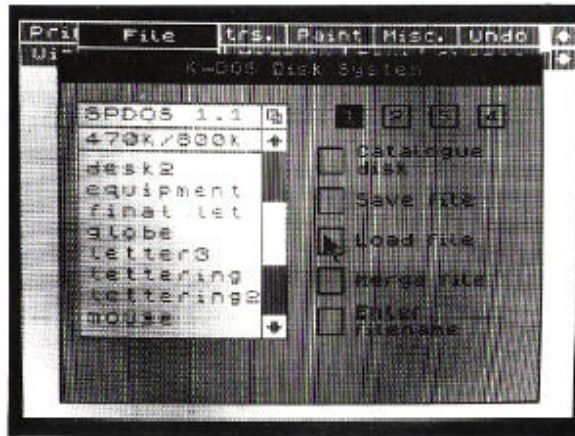 File
trs. Paint Misc. Undo
K-DOS Disk System
SPDOS 1.1
470k/800k
desk2
equipment
final let
globe
letter3
lettering
lettering2
mouse
1 2 3 4
Catalogue
disk
Save file
Load file
Merge file
Enter
filename